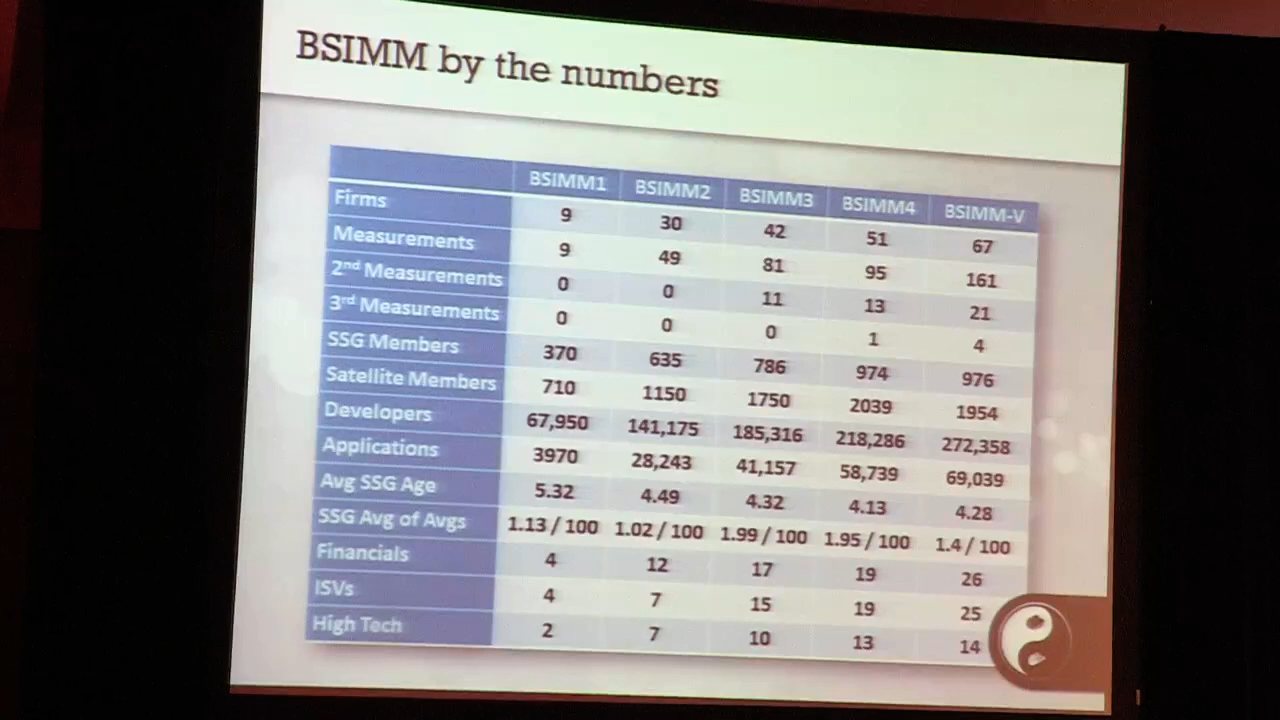 BSIMM by the numbers
BSIMM1 BSIMM2 BSIMM3 BSIMM4 BSIMM-V
Firms 9 30 42 51 67
Measurements 9 49 81 95 161
2nd Measurements 0 0 11 13 21
3rd Measurements 0 0 0 1 4
SSG Members 370 635 786 974 976
Satellite Members 710 1150 1750 2039 1954
Developers 67,950 141,175 185,316 218,286 272,358
Applications 3970 28,243 41,157 58,739 69,039
Avg SSG Age 5.32 4.49 4.32 4.13 4.28
SSG Avg of Avgs 1.13 / 100 1.02 / 100 1.99 / 100 1.95 / 100 1.4 / 100
Financials 4 12 17 19 26
ISVs 4 7 15 19 25
High Tech 2 7 10 13 14